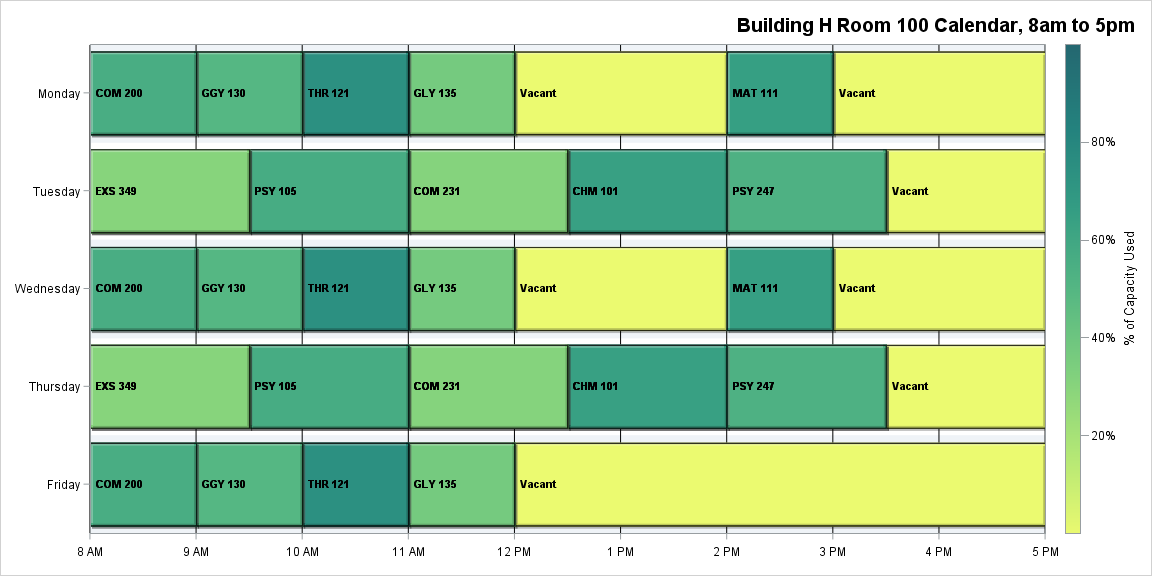 Building H Room 100 Calendar, 8am to 5pm
Monday
COM 200
GGY 130
THR 121
GLY 135
Vacant
MAT 111
Vacant
Tuesday
EXS 349
PSY 105
COM 231
CHM 101
PSY 247
Vacant
Wednesday
COM 200
GGY 130
THR 121
GLY 135
Vacant
MAT 111
Vacant
Thursday
EXS 349
PSY 105
COM 231
CHM 101
PSY 247
Vacant
Friday
COM 200
GGY 130
THR 121
GLY 135
Vacant
8 AM
9 AM
10 AM
11 AM
12 PM
1 PM
2 PM
3 PM
4 PM
5 PM
80%
60%
40%
20%
% of Capacity Used